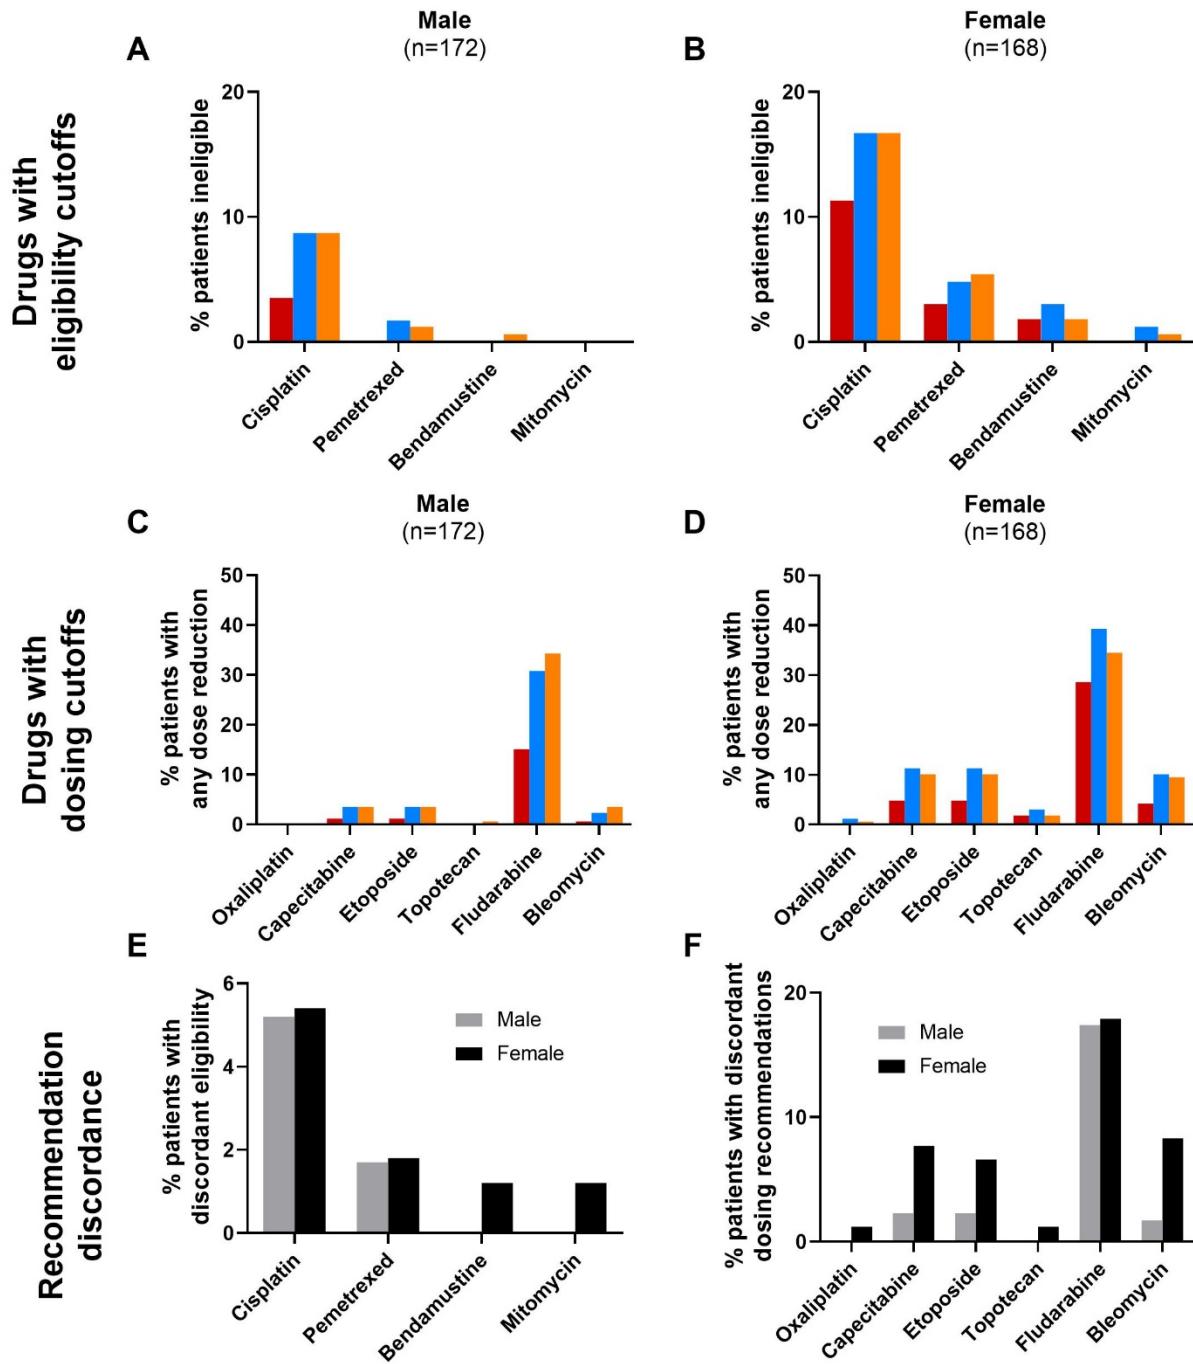 Male
(n=172)
Female
(n=168)
A
B
Drugs with
eligibility cutoffs
% patients ineligible
20
10
0
Cisplatin
Pemetrexed
Bendamustine
Mitomycin
% patients ineligible
20
10
0
Cisplatin
Pemetrexed
Bendamustine
Mitomycin
C
Male
(n=172)
D
Female
(n=168)
Drugs with
dosing cutoffs
% patients with
any dose reduction
50
40
30
20
10
0
Oxaliplatin
Capecitabine
Etoposide
Topotecan
Fludarabine
Bleomycin
% patients with
any dose reduction
50
40
30
20
10
0
Oxaliplatin
Capecitabine
Etoposide
Topotecan
Fludarabine
Bleomycin
Recommendation
discordance
E
% patients with
discordant eligibility
6
4
2
0
Male
Female
Cisplatin
Pemetrexed
Bendamustine
Mitomycin
F
% patients with discordant
dosing recommendations
20
10
0
Male
Female
Oxaliplatin
Capecitabine
Etoposide
Topotecan
Fludarabine
Bleomycin